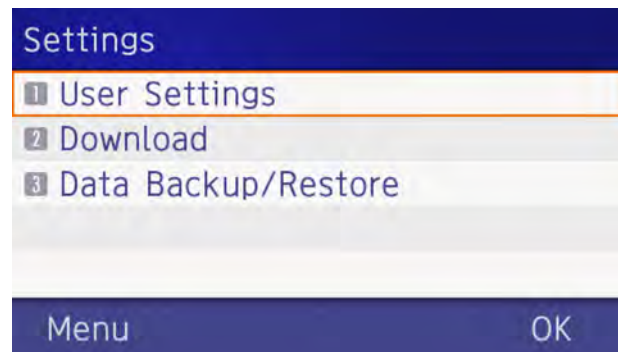 Settings
1 User Settings
2 Download
3 Data Backup/Restore
Menu OK